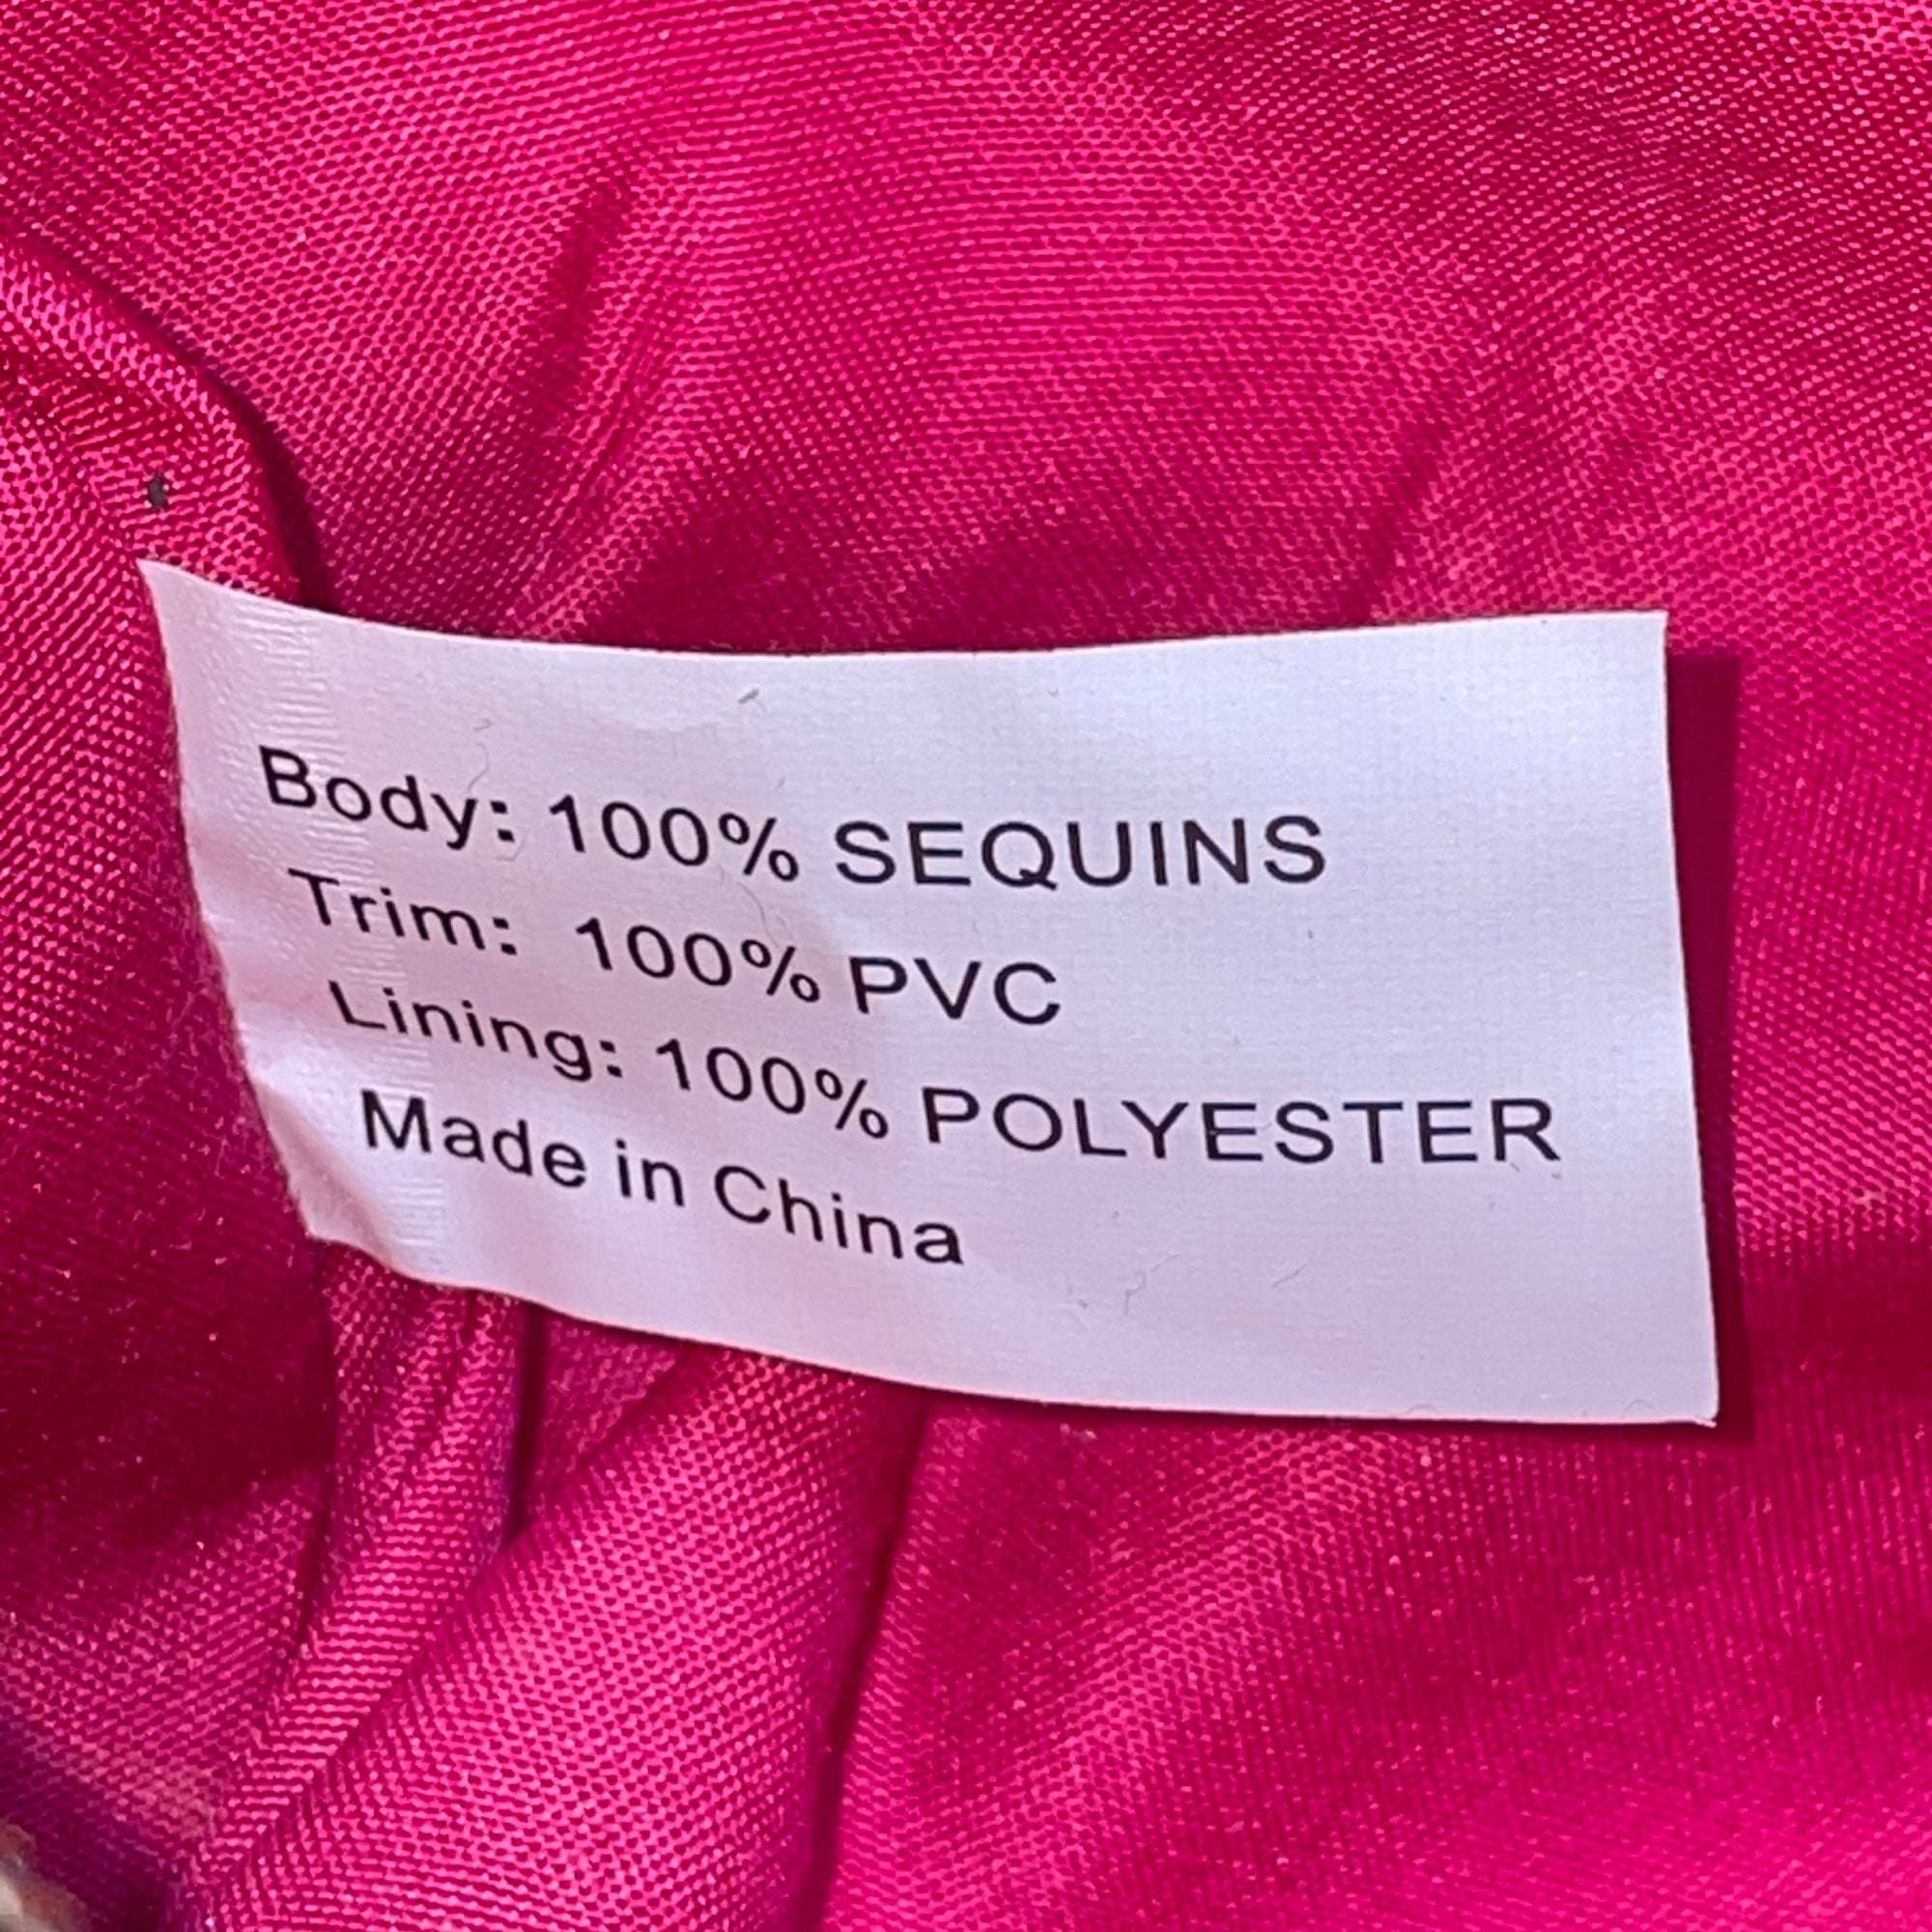 Body: 100% SEQUINS
Trim: 100% PVC
Lining: 100% POLYESTER
Made in China